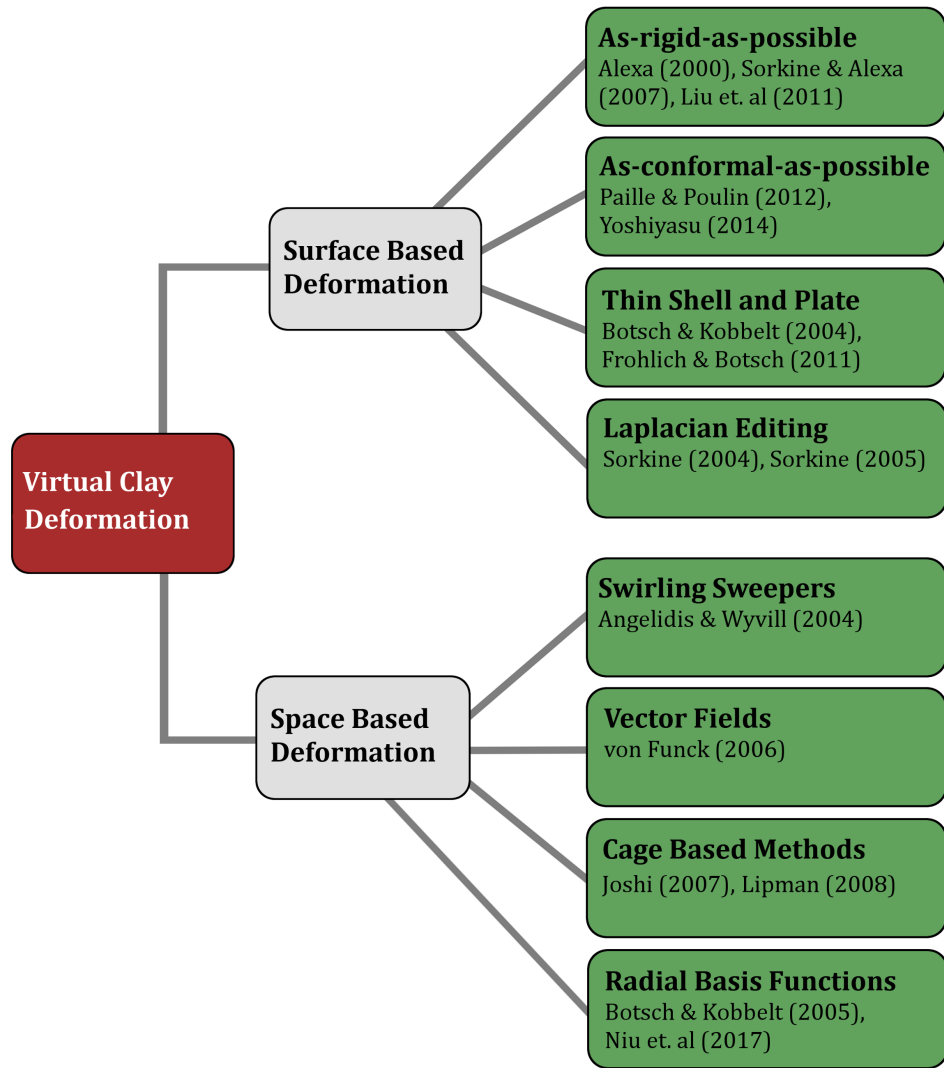 As-rigid-as-possible
Alexa (2000), Sorkine & Alexa
(2007), Liu et. al (2011)
As-conformal-as-possible
Paille & Poulin (2012),
Yoshiyasu (2014)
Surface Based
Deformation
Thin Shell and Plate
Botsch & Kobbelt (2004),
Frohlich & Botsch (2011)
Laplacian Editing
Sorkine (2004), Sorkine (2005)
Virtual Clay
Deformation
Swirling Sweepers
Angelidis & Wyvill (2004)
Space Based
Deformation
Vector Fields
von Funck (2006)
Cage Based Methods
Joshi (2007), Lipman (2008)
Radial Basis Functions
Botsch & Kobbelt (2005),
Niu et. al (2017)